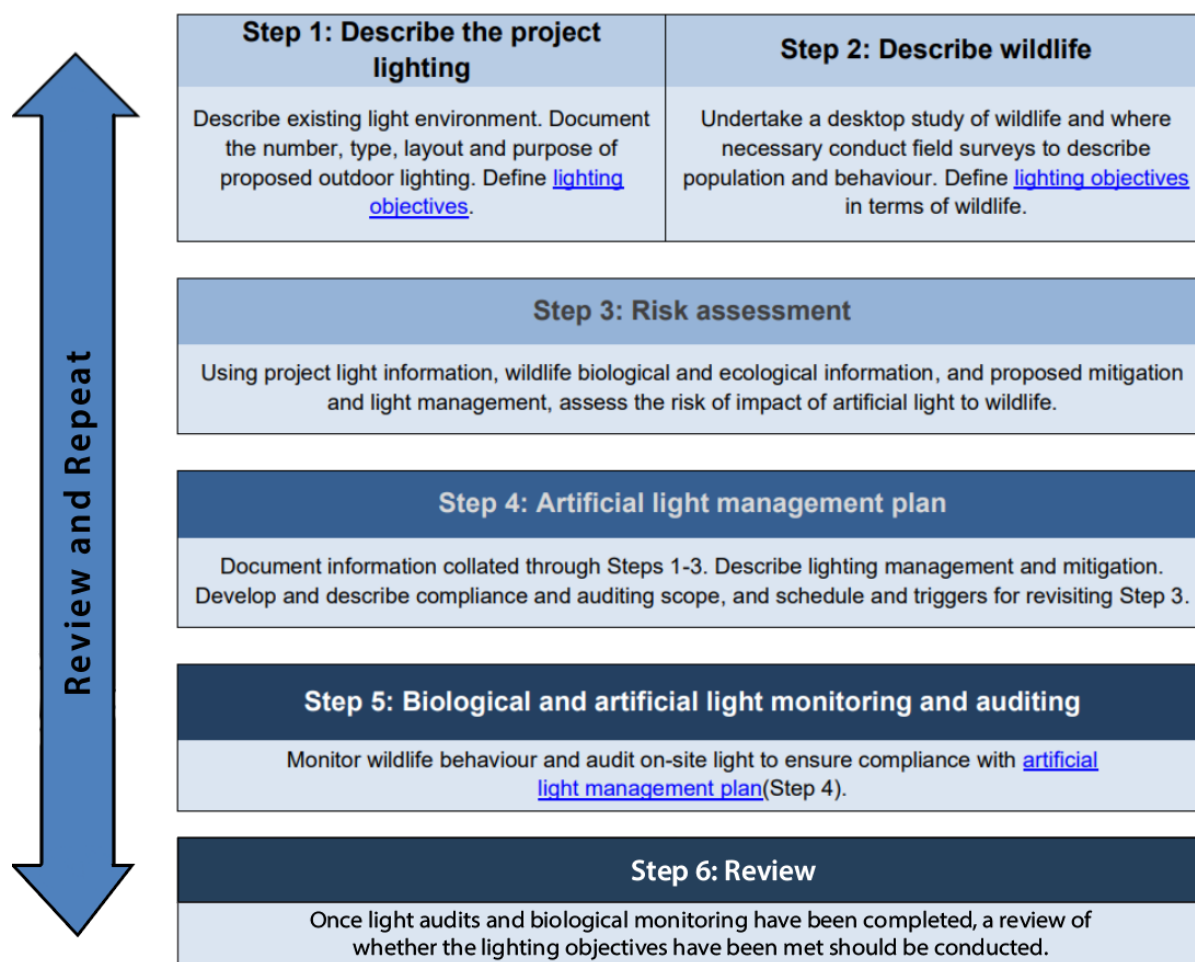 Review and Repeat
Step 1: Describe the project
lighting
Describe existing light environment. Document
the number, type, layout and purpose of
proposed outdoor lighting. Define lighting
objectives.
Step 2: Describe wildlife
Undertake a desktop study of wildlife and where
necessary conduct field surveys to describe
population and behaviour. Define lighting objectives
in terms of wildlife.
Step 3: Risk assessment
Using project light information, wildlife biological and ecological information, and proposed mitigation
and light management, assess the risk of impact of artificial light to wildlife.
Step 4: Artificial light management plan
Document information collated through Steps 1-3. Describe lighting management and mitigation.
Develop and describe compliance and auditing scope, and schedule and triggers for revisiting Step 3.
Step 5: Biological and artificial light monitoring and auditing
Monitor wildlife behaviour and audit on-site light to ensure compliance with artificial
light management plan(Step 4).
Step 6: Review
Once light audits and biological monitoring have been completed, a review of
whether the lighting objectives have been met should be conducted.